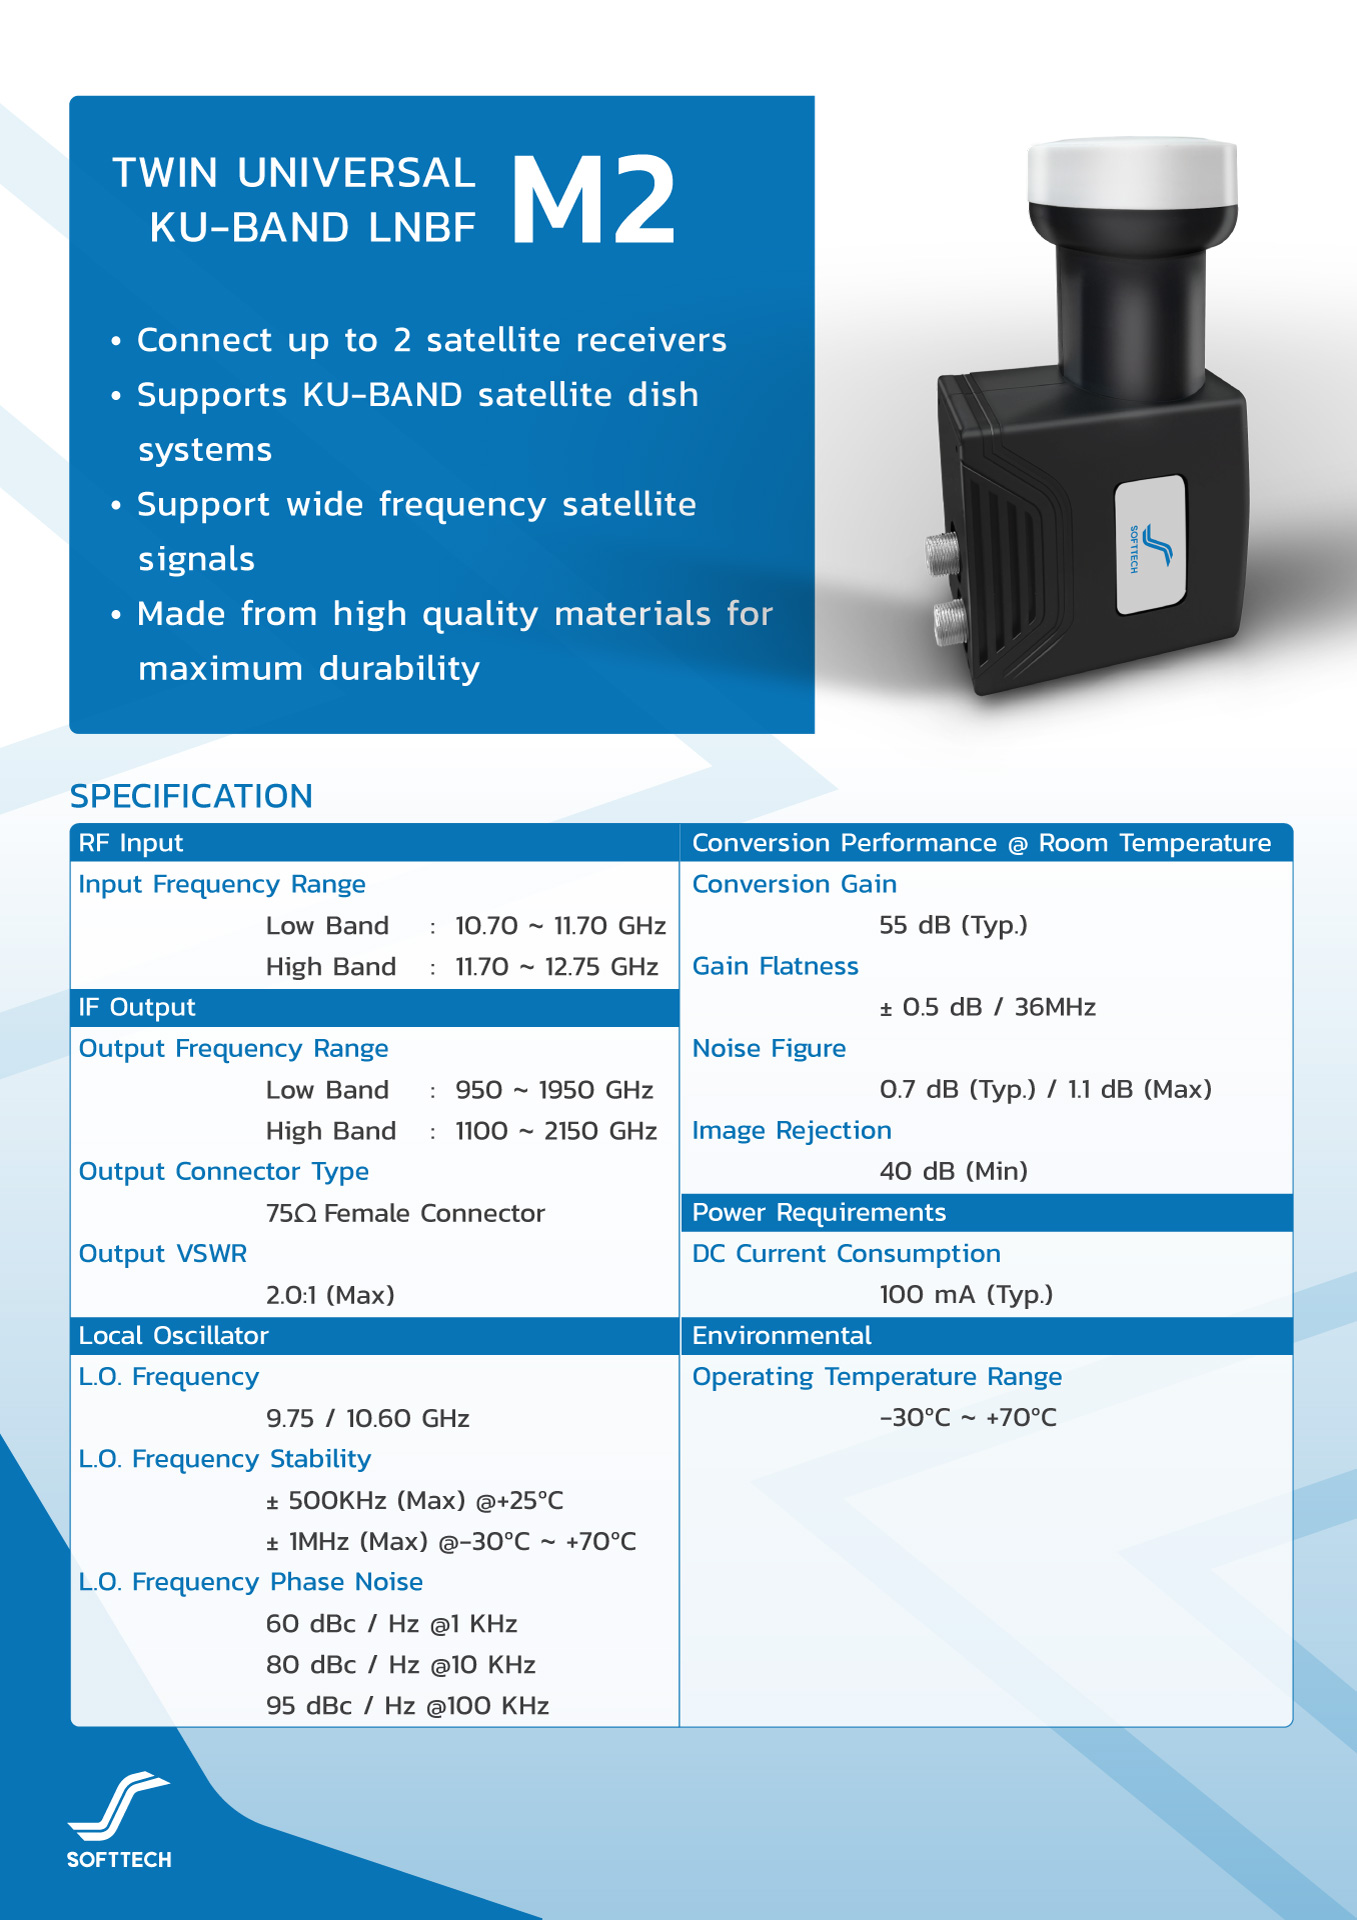 TWIN UNIVERSAL
KU-BAND LNBF
M2
• Connect up to 2 satellite receivers
• Supports KU-BAND satellite dish
systems
• Support wide frequency satellite
signals
• Made from high quality materials for
maximum durability
SOFTTECH
SPECIFICATION
RF Input
Input Frequency Range
Low Band : 10.70 ~ 11.70 GHz
High Band : 11.70 ~ 12.75 GHz
IF Output
Output Frequency Range
Low Band : 950 ~ 1950 GHz
High Band : 1100 ~ 2150 GHz
Output Connector Type
75Ω Female Connector
Output VSWR
2.0:1 (Max)
Local Oscillator
L.O. Frequency
9.75 / 10.60 GHz
L.O. Frequency Stability
± 500KHz (Max) @+25°C
± 1MHz (Max) @-30°C ~ +70°C
L.O. Frequency Phase Noise
60 dBc / Hz @1 KHz
80 dBc / Hz @10 KHz
95 dBc / Hz @100 KHz
Conversion Performance @ Room Temperature
Conversion Gain
55 dB (Typ.)
Gain Flatness
± 0.5 dB / 36MHz
Noise Figure
0.7 dB (Typ.) / 1.1 dB (Max)
Image Rejection
40 dB (Min)
Power Requirements
DC Current Consumption
100 mA (Typ.)
Environmental
Operating Temperature Range
-30°C ~ +70°C
SOFTTECH